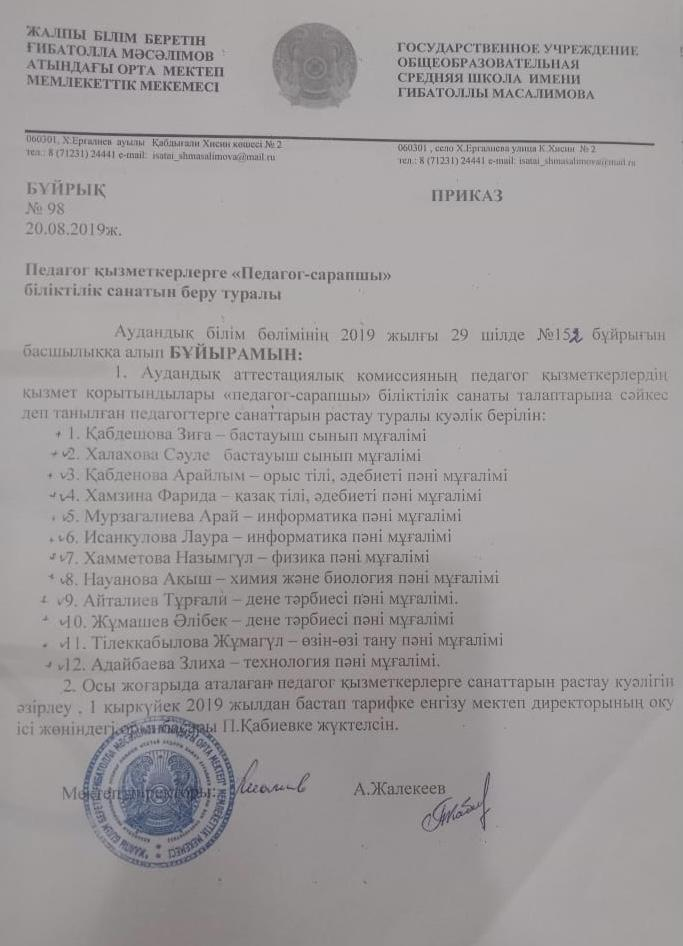 ЖАЛПЫ БІЛІМ БЕРЕТІН
ҒИБАТОЛЛА МӘСӘЛІМОВ
АТЫНДАҒЫ ОРТА МЕКТЕП
МЕМЛЕКЕТТІК МЕКЕМЕСІ
ГОСУДАРСТВЕННОЕ УЧРЕЖДЕНИЕ
ОБЩЕОБРАЗОВАТЕЛЬНАЯ
СРЕДНЯЯ ШКОЛА ИМЕНИ
ГИБАТОЛЛЫ МАСАЛИМОВА
060301, Х.Ерғалиев ауылы Қабдығали Хисин көшесі № 2
тел.: 8 (71231) 24441 e-mail: isatai_shmasalimova@mail.ru
060301 , село Х.Ергалиева улица К.Хисин № 2
тел.: 8 (71231) 24441 e-mail: isatai_shmasalimova@mail.ru
БҰЙРЫҚ
№ 98
20.08.2019ж.
ПРИКАЗ
Педагог қызметкерлерге «Педагог-сарапшы»
біліктілік санатын беру туралы
Аудандық білім бөлімінің 2019 жылғы 29 шілде №152 бұйрығын
басшылыққа алып БҰЙЫРАМЫН:
1. Аудандық аттестациялық комиссияның педагог қызметкерлердің
қызмет қорытындылары «педагог-сарапшы» біліктілік санаты талаптарына сәйкес
деп танылған педагогтерге санаттарын растау туралы куәлік берілін:
1. Қабдешова Зиға – бастауыш сынып мұғалімі
2. Халахова Сәуле бастауыш сынып мұғалімі
3. Қабденова Арайлым – орыс тілі, әдебиеті пәні мұғалімі
4. Хамзина Фарида – қазақ тілі, әдебиеті пәні мұғалімі
5. Мурзагалиева Арай – информатика пәні мұғалімі
6. Исанкулова Лаура – информатика пәні мұғалімі
7. Хамметова Назымгүл – физика пәні мұғалімі
8. Науанова Ақыш – химия және биология пәні мұғалімі
9. Айталиев Тұрғали – дене тәрбиесі пәні мұғалімі.
10. Жұмашев Әлібек – дене тәрбиесі пәні мұғалімі
11. Тілекқабылова Жұмагүл – өзін-өзі тану пәні мұғалімі
12. Адайбаева Злиха – технология пәні мұғалімі.
2. Осы жоғарыда аталаған педагог қызметкерлерге санаттарын растау куәлігін
әзірлеу , 1 қыркүйек 2019 жылдан бастап тарифке енгізу мектеп директорының оқу
ісі жөніндегі орынбасары П.Қабиевке жүктелсін.
Мектеп директоры:
А.Жалекеев